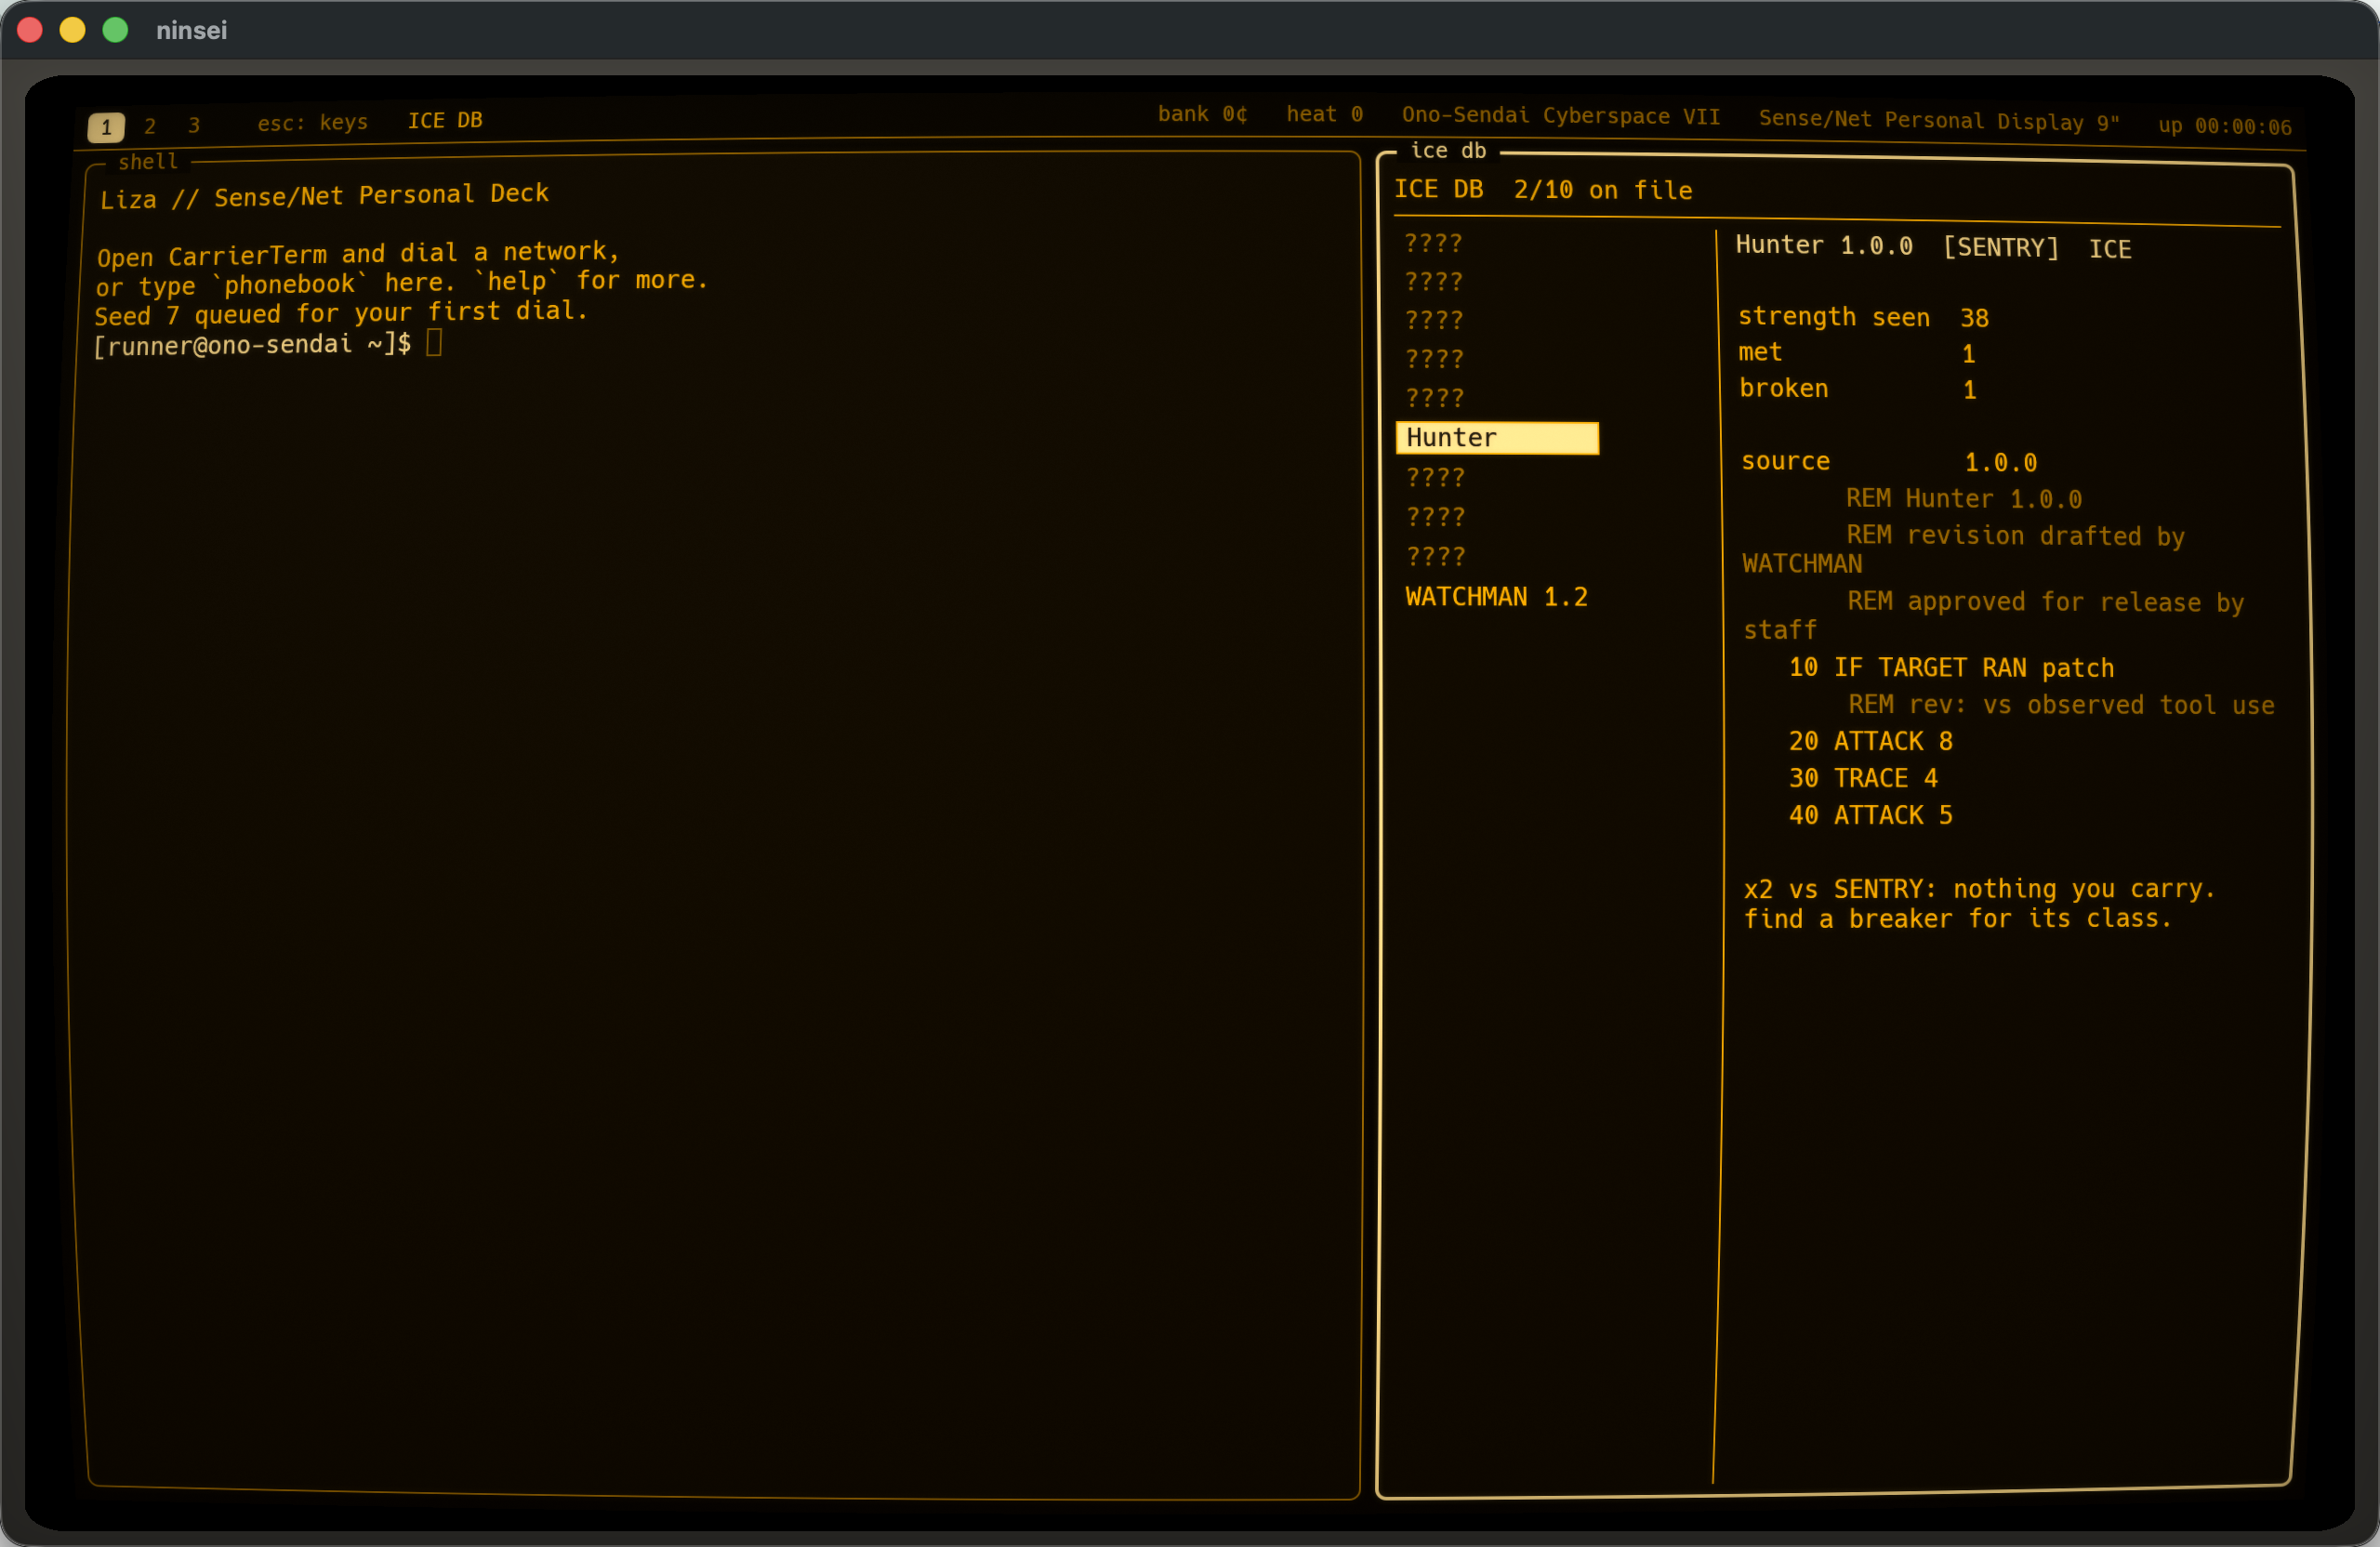 ninsei
1 2 3 esc: keys ICE DB bank 0¢ heat 0 Ono-Sendai Cyberspace VII Sense/Net Personal Display 9" up 00:00:06
shell
Liza // Sense/Net Personal Deck
Open CarrierTerm and dial a network,
or type `phonebook` here. `help` for more.
Seed 7 queued for your first dial.
[runner@ono-sendai ~]$
ice db
ICE DB 2/10 on file
????
????
????
????
????
Hunter
????
????
????
WATCHMAN 1.2
Hunter 1.0.0 [SENTRY] ICE
strength seen 38
met 1
broken 1
source 1.0.0
REM Hunter 1.0.0
REM revision drafted by
WATCHMAN
REM approved for release by
staff
10 IF TARGET RAN patch
REM rev: vs observed tool use
20 ATTACK 8
30 TRACE 4
40 ATTACK 5
x2 vs SENTRY: nothing you carry.
find a breaker for its class.